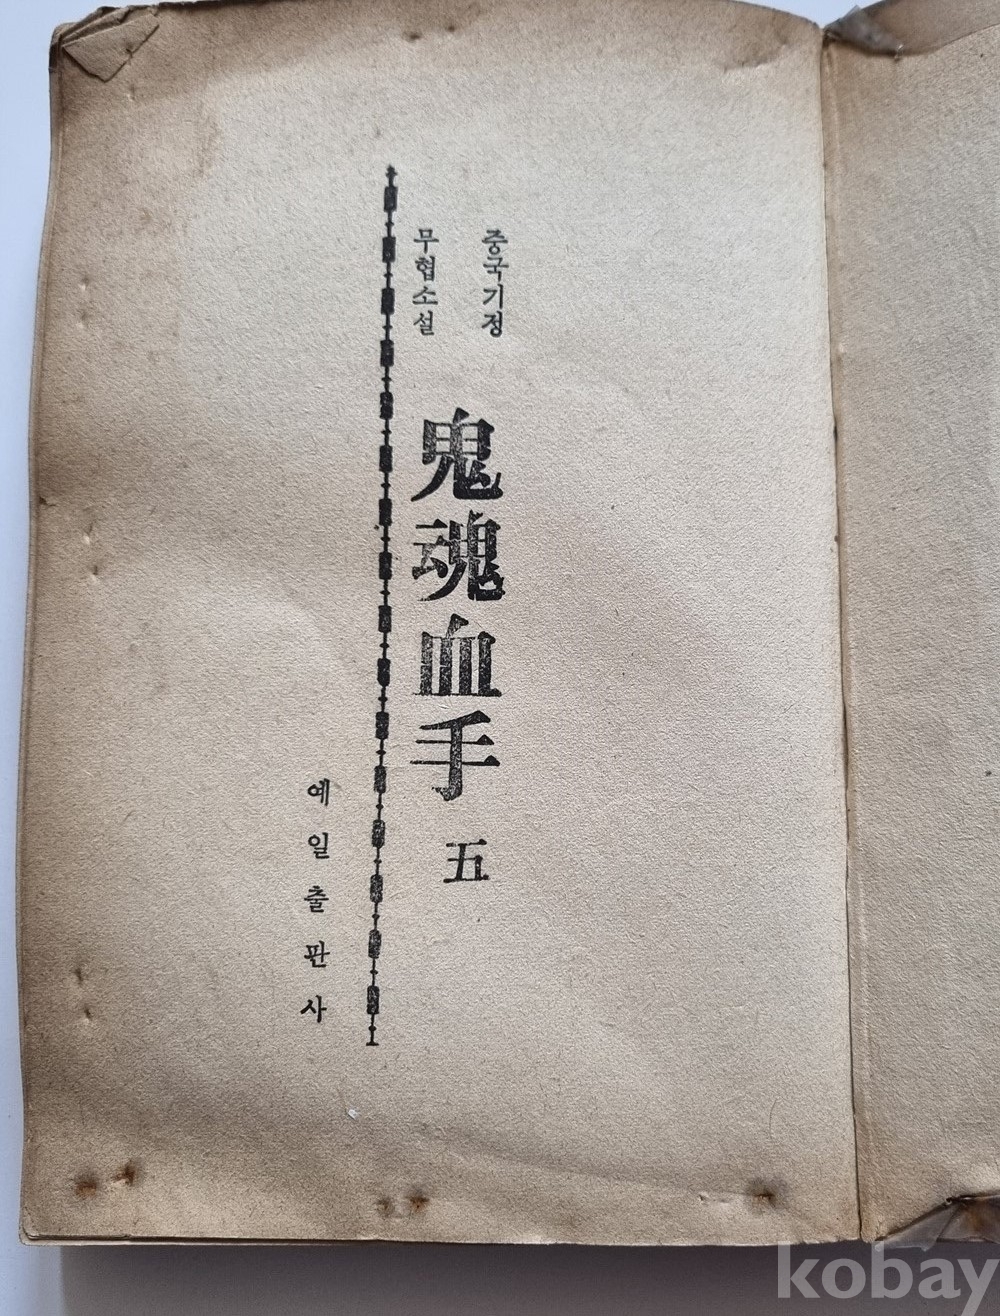 중국기정
무협소설
鬼魂血手 五
예일출판사
kobay